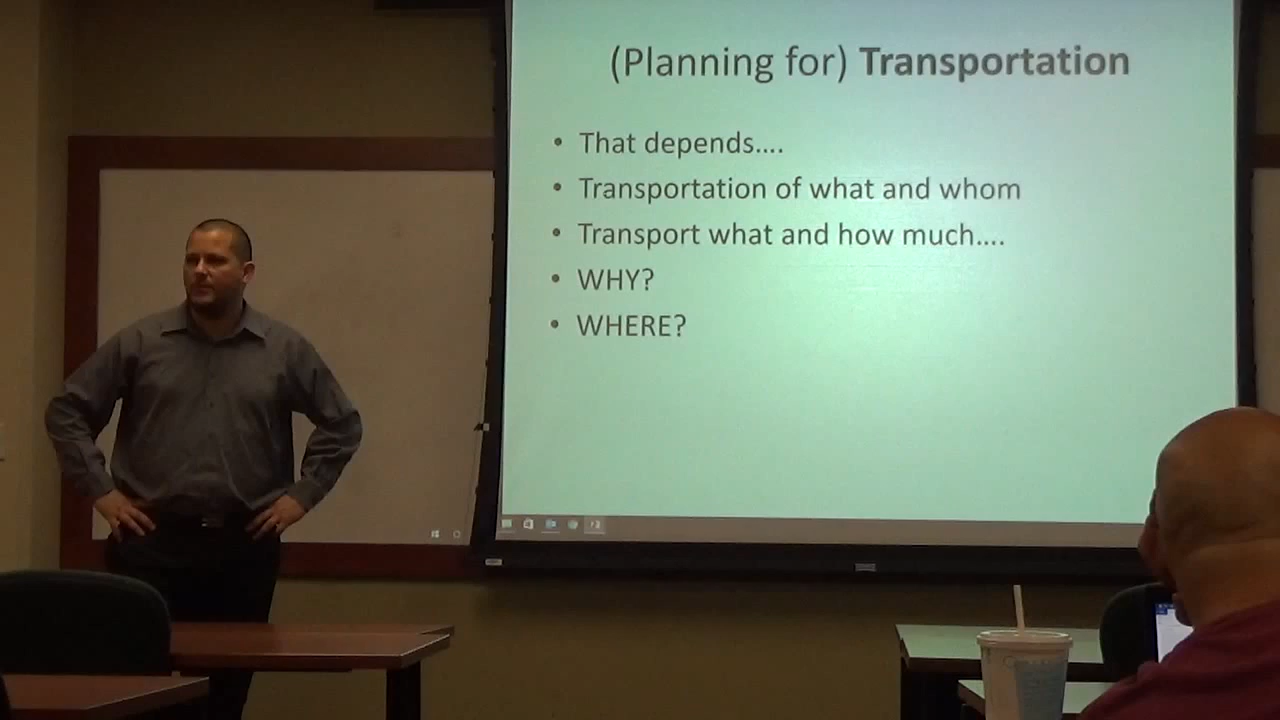 (Planning for) Transportation
• That depends....
• Transportation of what and whom
• Transport what and how much....
• WHY?
• WHERE?